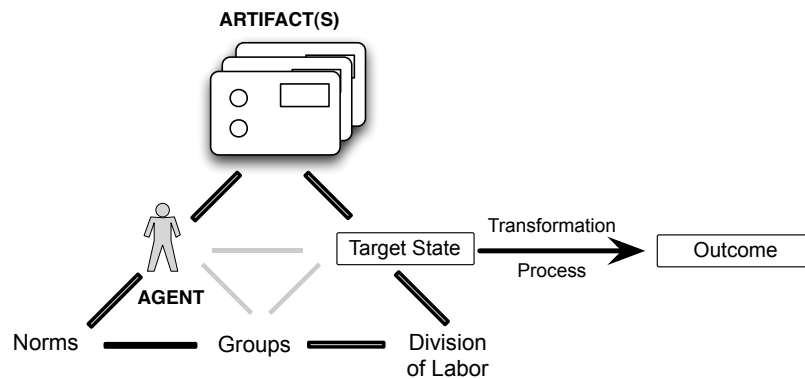 ARTIFACT(S)
AGENT
Target State
Transformation
Process
Outcome
Norms
Groups
Division
of Labor